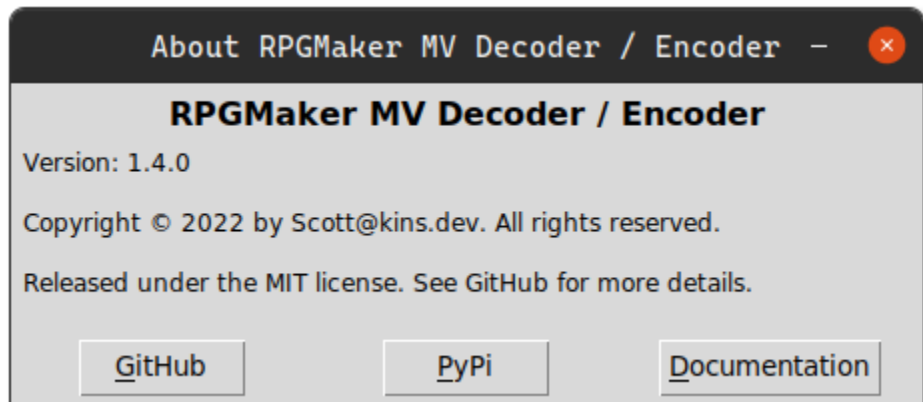 About RPGMaker MV Decoder / Encoder
RPGMaker MV Decoder / Encoder
Version: 1.4.0
Copyright © 2022 by Scott@kins.dev. All rights reserved.
Released under the MIT license. See GitHub for more details.
GitHub PyPi Documentation